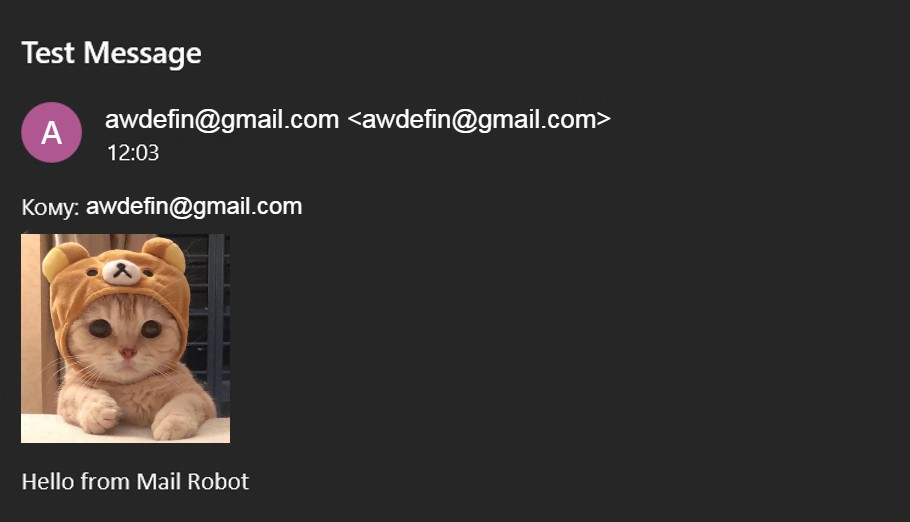 Test Message
A
awdefin@gmail.com <awdefin@gmail.com>
12:03
Кому: awdefin@gmail.com
Hello from Mail Robot